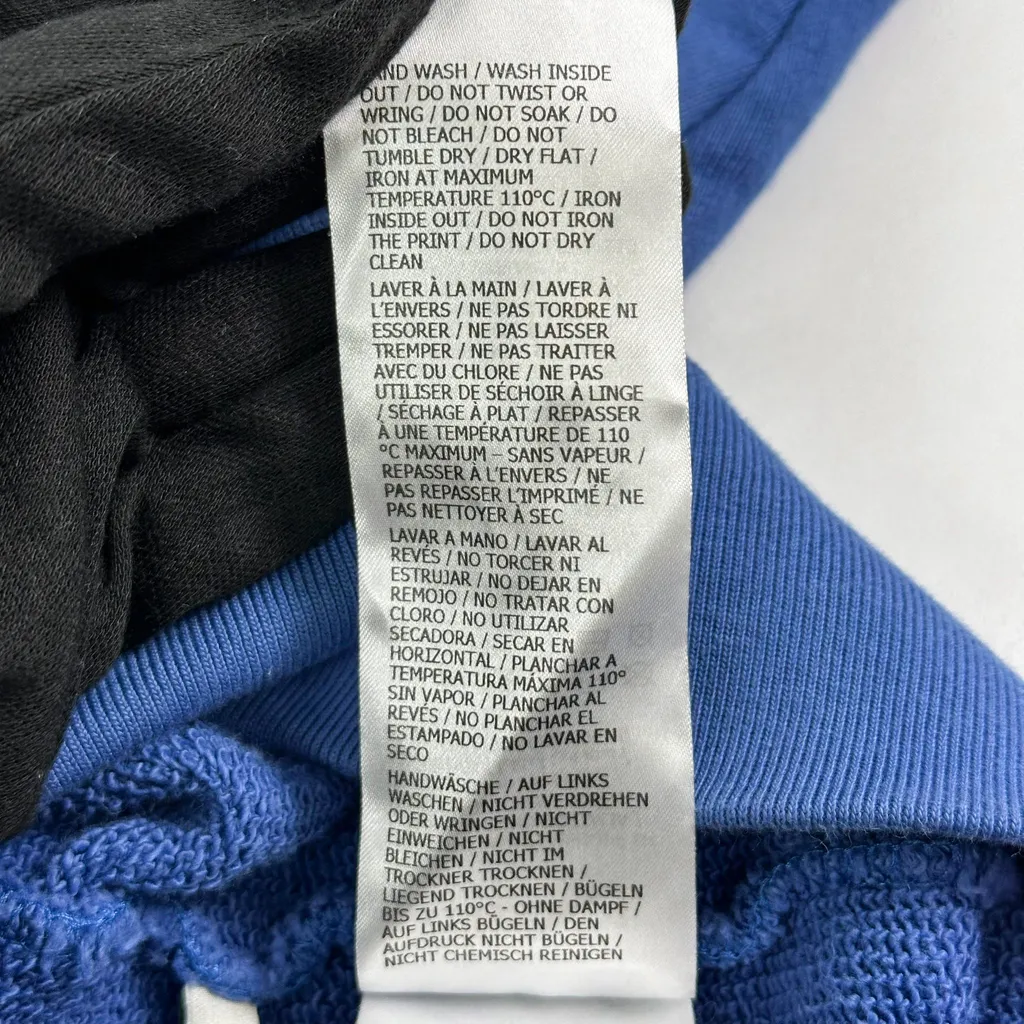 AND WASH / WASH INSIDE
OUT / DO NOT TWIST OR
WRING / DO NOT SOAK / DO
NOT BLEACH / DO NOT
TUMBLE DRY / DRY FLAT /
IRON AT MAXIMUM
TEMPERATURE 110°C / IRON
INSIDE OUT / DO NOT IRON
THE PRINT / DO NOT DRY
CLEAN
LAVER À LA MAIN / LAVER À
L'ENVERS / NE PAS TORDRE NI
ESSORER / NE PAS LAISSER
TREMPER / NE PAS TRAITER
AVEC DU CHLORE / NE PAS
UTILISER DE SÉCHOIR À LINGE
/ SÉCHAGE À PLAT / REPASSER
À UNE TEMPÉRATURE DE 110
°C MAXIMUM – SANS VAPEUR /
REPASSER À L'ENVERS / NE
PAS REPASSER L'IMPRIMÉ / NE
PAS NETTOYER À SEC
LAVAR A MANO / LAVAR AL
REVÉS / NO TORCER NI
ESTRUJAR / NO DEJAR EN
REMOJO / NO TRATAR CON
CLORO / NO UTILIZAR
SECADORA / SECAR EN
HORIZONTAL / PLANCHAR A
TEMPERATURA MÁXIMA 110°
SIN VAPOR / PLANCHAR AL
REVÉS / NO PLANCHAR EL
ESTAMPADO / NO LAVAR EN
SECO
HANDWÄSCHE / AUF LINKS
WASCHEN / NICHT VERDREHEN
ODER WRINGEN / NICHT
EINWEICHEN / NICHT
BLEICHEN / NICHT IM
TROCKNER TROCKNEN /
LIEGEND TROCKNEN / BÜGELN
BIS ZU 110°C - OHNE DAMPF /
AUF LINKS BÜGELN / DEN
AUFDRUCK NICHT BÜGELN /
NICHT CHEMISCH REINIGEN